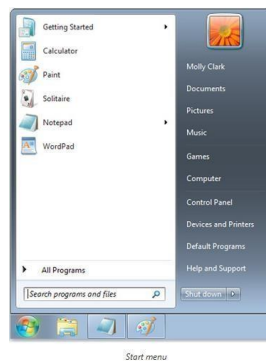 Getting Started
Calculator
Paint
Solitaire
Notepad
WordPad
All Programs
Search programs and files
Molly Clark
Documents
Pictures
Music
Games
Computer
Control Panel
Devices and Printers
Default Programs
Help and Support
Shut down
Start menu